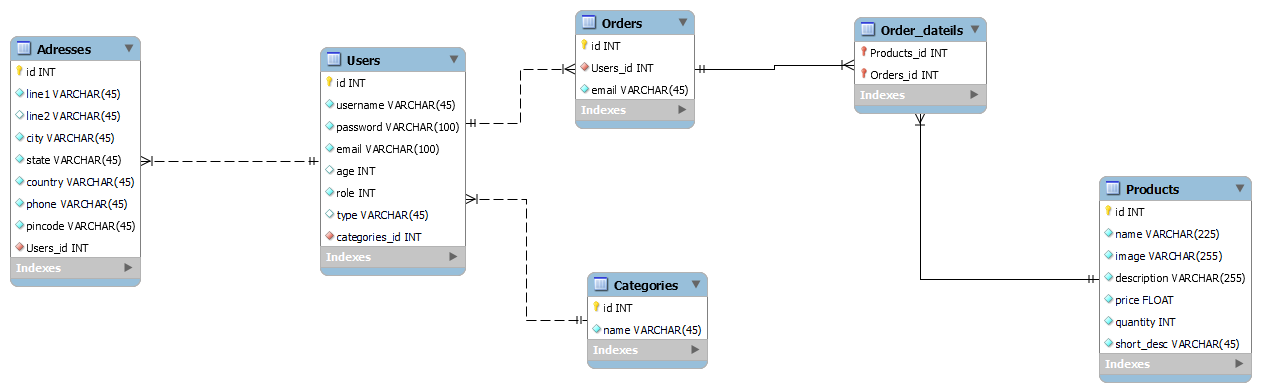 Adresses
id INT
line1 VARCHAR(45)
line2 VARCHAR(45)
city VARCHAR(45)
state VARCHAR(45)
country VARCHAR(45)
phone VARCHAR(45)
pincode VARCHAR(45)
Users_id INT
Indexes
Users
id INT
username VARCHAR(45)
password VARCHAR(100)
email VARCHAR(100)
age INT
role INT
type VARCHAR(45)
categories_id INT
Indexes
Orders
id INT
Users_id INT
email VARCHAR(45)
Indexes
Categories
id INT
name VARCHAR(45)
Indexes
Order_dateils
Products_id INT
Orders_id INT
Indexes
Products
id INT
name VARCHAR(225)
image VARCHAR(255)
description VARCHAR(255)
price FLOAT
quantity INT
short_desc VARCHAR(45)
Indexes